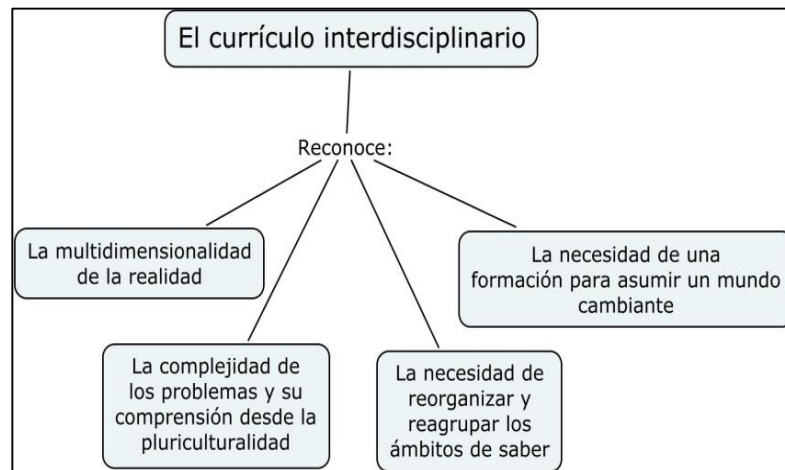 El currículo interdisciplinario
Reconoce:
La multidimensionalidad
de la realidad
La complejidad de
los problemas y su
comprensión desde la
pluriculturalidad
La necesidad de
reorganizar y
reagrupar los
ámbitos de saber
La necesidad de una
formación para asumir un mundo
cambiante